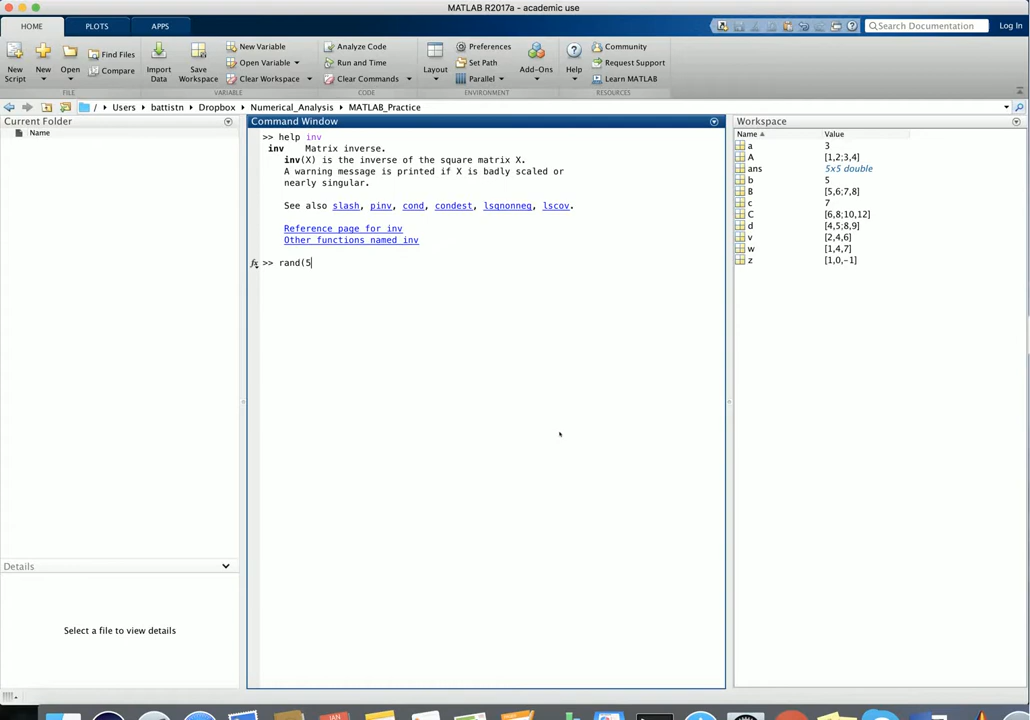 MATLAB R2017a - academic use
HOME PLOTS APPS Search Documentation Log In
New Script New Open Find Files Compare Import Data Save Workspace New Variable Open Variable Clear Workspace Analyze Code Run and Time Clear Commands Layout Preferences Set Path Parallel Add-Ons Help Community Request Support Learn MATLAB
FILE VARIABLE CODE ENVIRONMENT RESOURCES
/ Users battistn Dropbox Numerical_Analysis MATLAB_Practice
Current Folder
Name
Details
Select a file to view details
Command Window
>> help inv
inv Matrix inverse.
inv(X) is the inverse of the square matrix X.
A warning message is printed if X is badly scaled or
nearly singular.
See also slash, pinv, cond, condest, lsqnonneg, lscov.
Reference page for inv
Other functions named inv
fx >> rand(5
Workspace
Name Value
a 3
A [1,2;3,4]
ans 5x5 double
b 5
B [5,6;7,8]
c 7
C [6,8;10,12]
d [4,5;8,9]
v [2,4,6]
w [1,4,7]
z [1,0,-1]
JAN